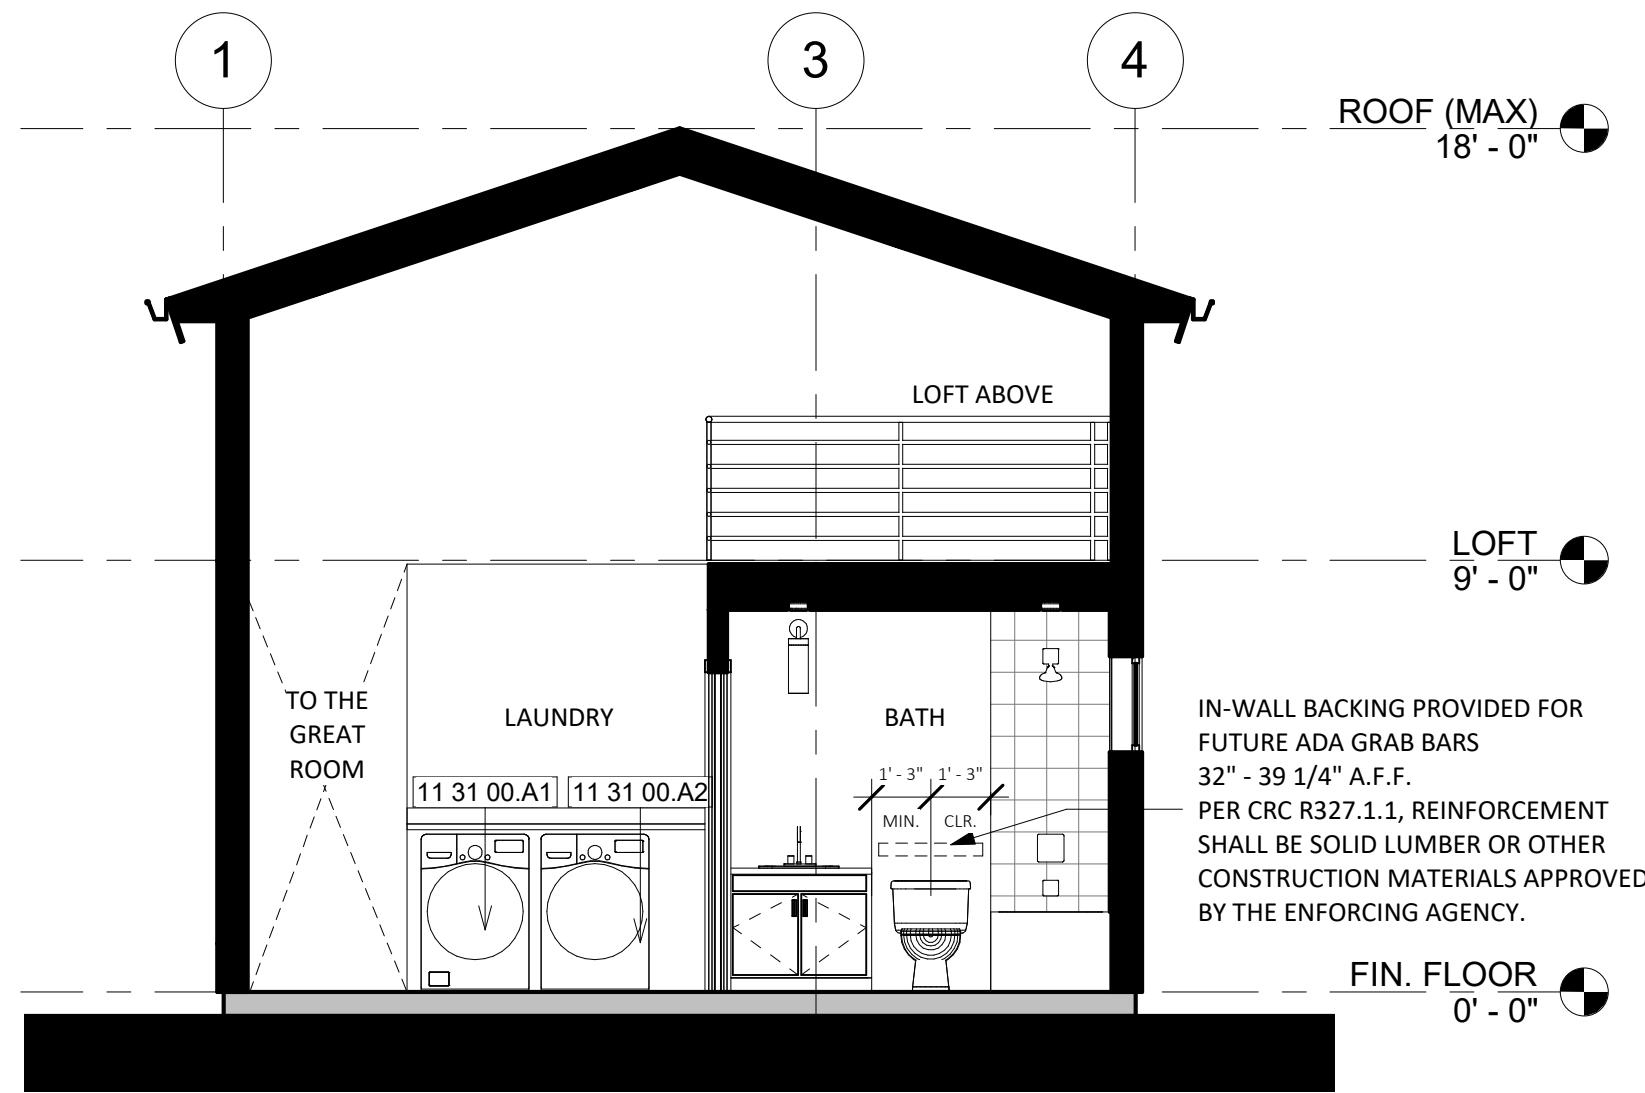 1
3
4
ROOF (MAX)
18' - 0"
LOFT ABOVE
LOFT
9' - 0"
TO THE
GREAT
ROOM
LAUNDRY
BATH
11 31 00.A1
11 31 00.A2
1' - 3"
1' - 3"
MIN.
CLR.
IN-WALL BACKING PROVIDED FOR
FUTURE ADA GRAB BARS
32" - 39 1/4" A.F.F.
PER CRC R327.1.1, REINFORCEMENT
SHALL BE SOLID LUMBER OR OTHER
CONSTRUCTION MATERIALS APPROVED
BY THE ENFORCING AGENCY.
FIN. FLOOR
0' - 0"